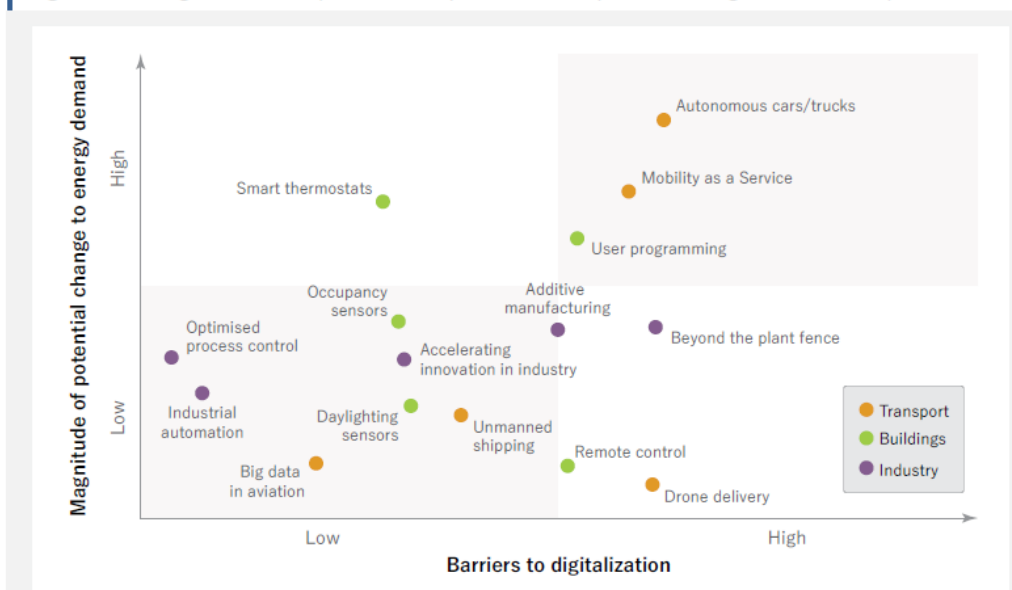 Magnitude of potential change to energy demand
High
Low
Autonomous cars/trucks
Mobility as a Service
Smart thermostats
User programming
Occupancy
sensors
Additive
manufacturing
Optimised
process control
Beyond the plant fence
Accelerating
innovation in industry
Industrial
automation
Daylighting
sensors
Unmanned
shipping
Big data
in aviation
Remote control
Drone delivery
Transport
Buildings
Industry
Low
High
Barriers to digitalization